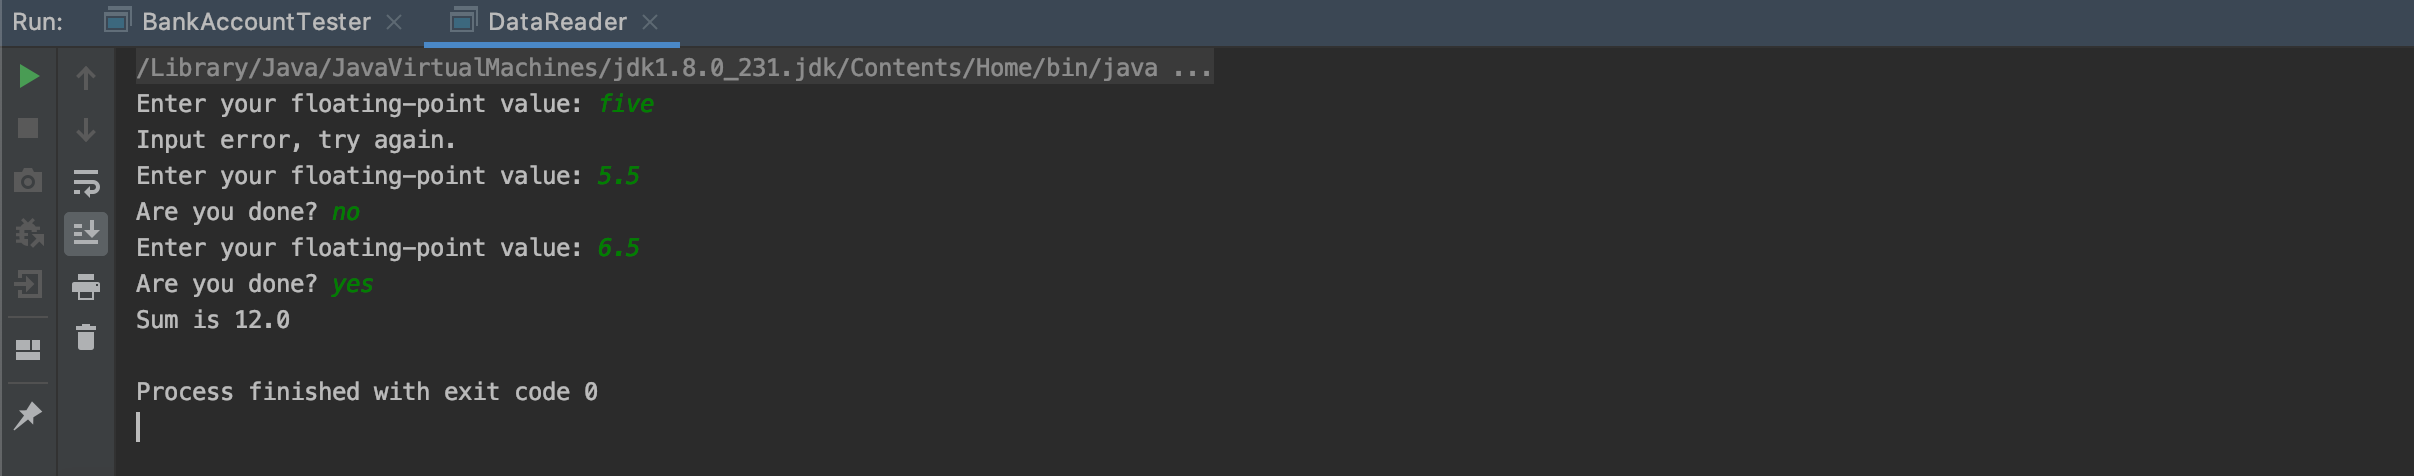 Run: BankAccountTester DataReader
/Library/Java/JavaVirtualMachines/jdk1.8.0_231.jdk/Contents/Home/bin/java ...
Enter your floating-point value: five
Input error, try again.
Enter your floating-point value: 5.5
Are you done? no
Enter your floating-point value: 6.5
Are you done? yes
Sum is 12.0
Process finished with exit code 0